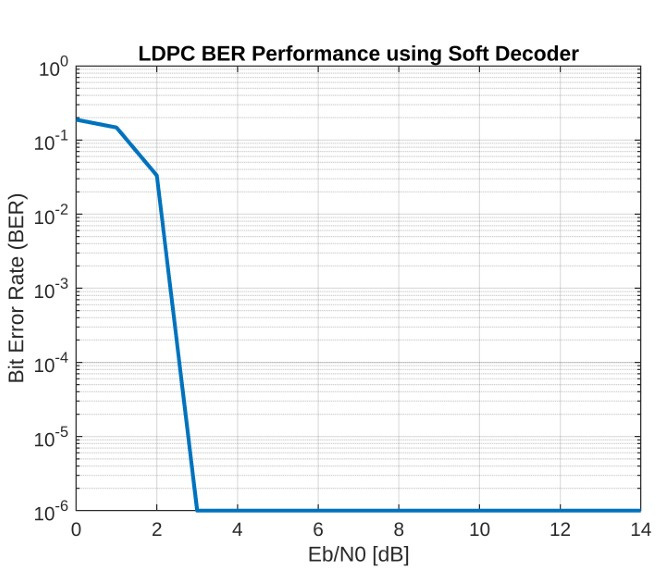 LDPC BER Performance using Soft Decoder
10^0
10^-1
10^-2
10^-3
10^-4
10^-5
10^-6
Bit Error Rate (BER)
0 2 4 6 8 10 12 14
Eb/N0 [dB]